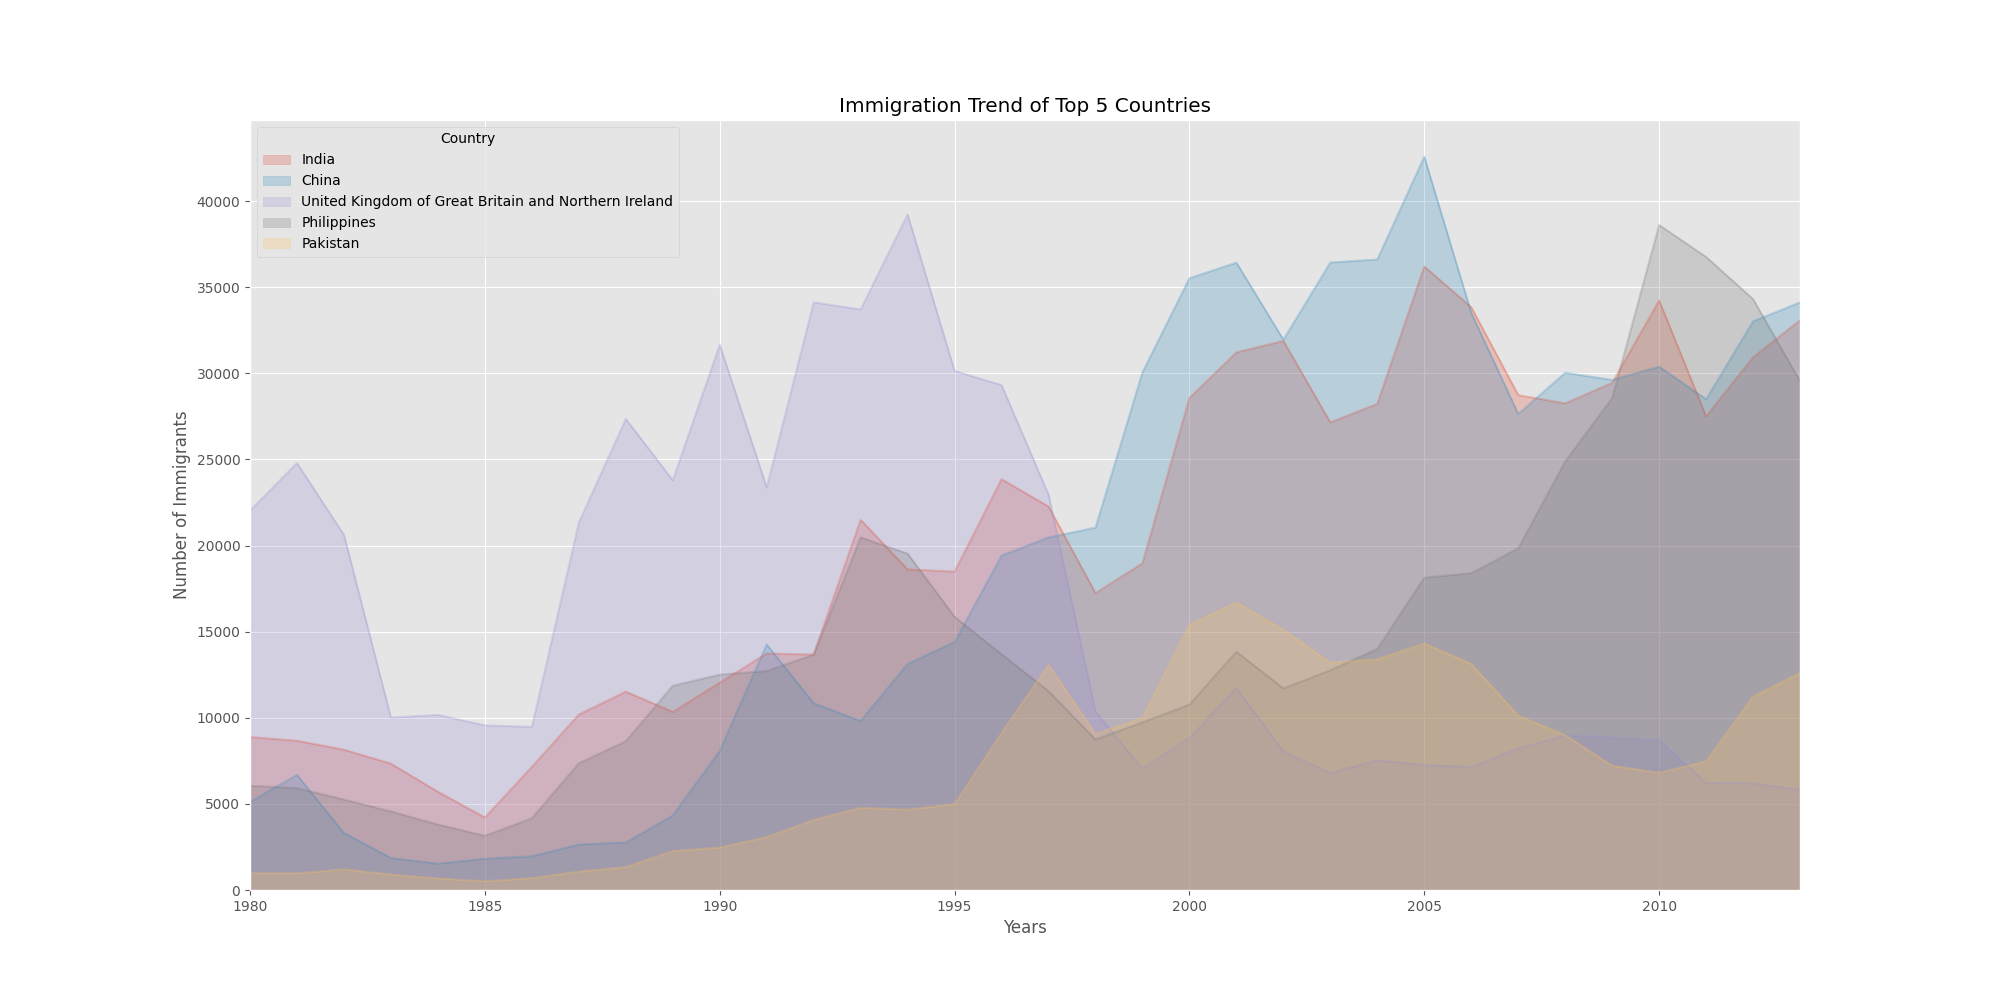 Immigration Trend of Top 5 Countries
Country
India
China
United Kingdom of Great Britain and Northern Ireland
Philippines
Pakistan
Number of Immigrants
40000
35000
30000
25000
20000
15000
10000
5000
0
1980 1985 1990 1995 2000 2005 2010
Years